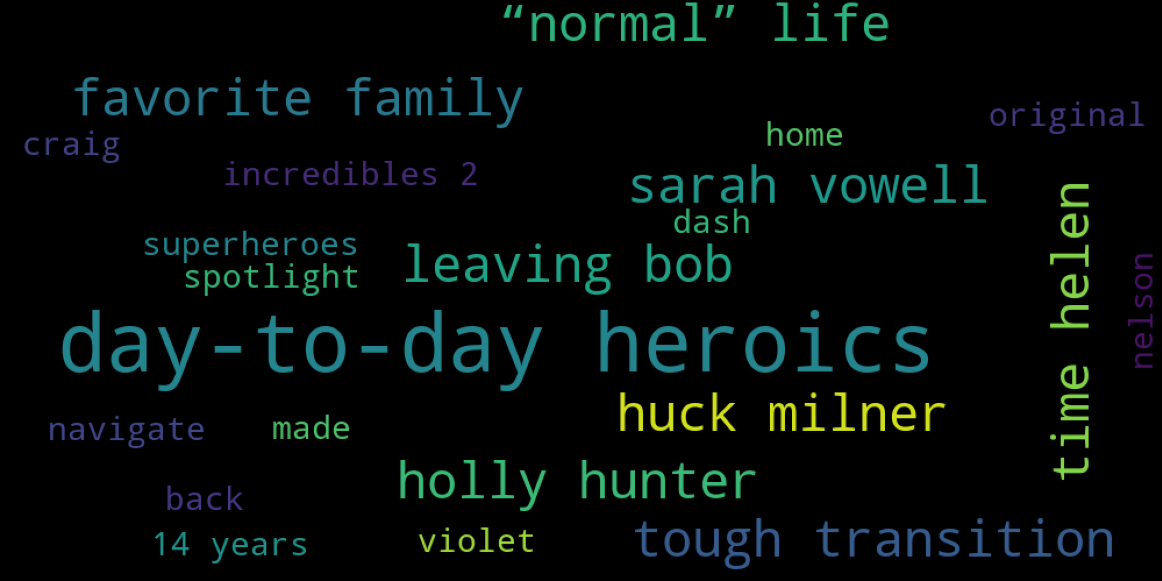 “normal” life
favorite family
original
craig
home
incredibles 2
sarah vowell
dash
superheroes
leaving bob
spotlight
time helen
nelson
day-to-day heroics
huck milner
navigate
made
holly hunter
back
14 years
violet
tough transition